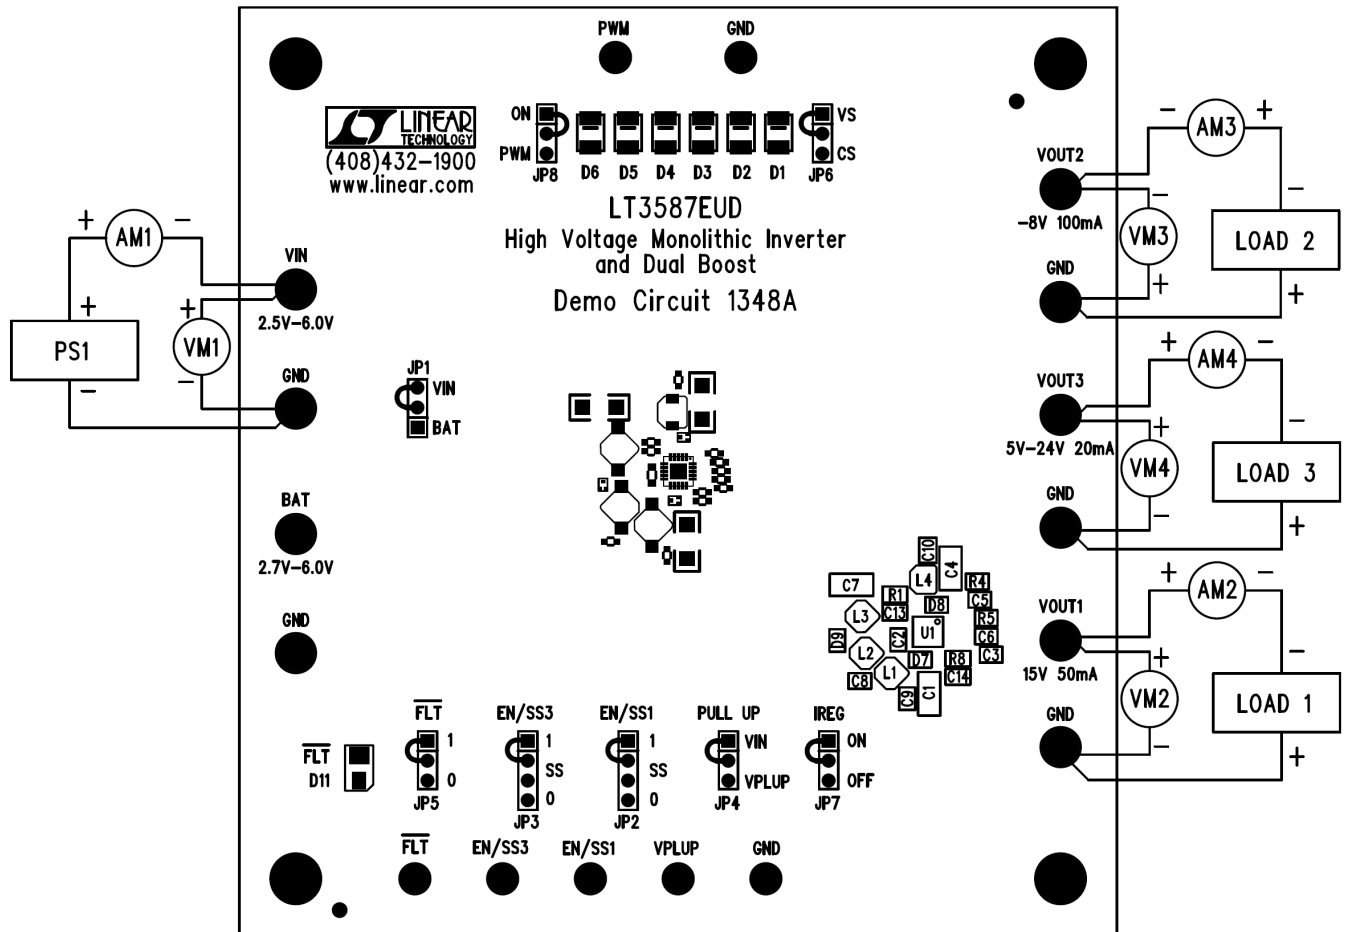 PWM
GND
LINEAR
TECHNOLOGY
(408)432-1900
www.linear.com
ON
PWM
JP8
D6 D5 D4 D3 D2 D1
VS
CS
JP6
LT3587EUD
High Voltage Monolithic Inverter
and Dual Boost
Demo Circuit 1348A
+ AM1 -
+
PS1
-
+
VM1
-
VIN
2.5V-6.0V
GND
BAT
2.7V-6.0V
GND
JP1
VIN
BAT
- AM3 +
VOUT2
-8V 100mA
GND
-
VM3
+
-
LOAD 2
+
+ AM4 -
VOUT3
5V-24V 20mA
GND
+
VM4
-
-
LOAD 3
+
+ AM2 -
VOUT1
15V 50mA
GND
+
VM2
-
-
LOAD 1
+
C10
C4
C7
L4
R4
R1
C5
D8
C13
L3
R5
U1
C6
D9
C2
C3
L2
D7
R8
L1
C14
C8
C9
C1
FLT
D11
FLT
1
0
JP5
EN/SS3
1
SS
0
JP3
EN/SS1
1
SS
0
JP2
PULL UP
VIN
VPLUP
JP4
IREG
ON
OFF
JP7
FLT
EN/SS3
EN/SS1
VPLUP
GND